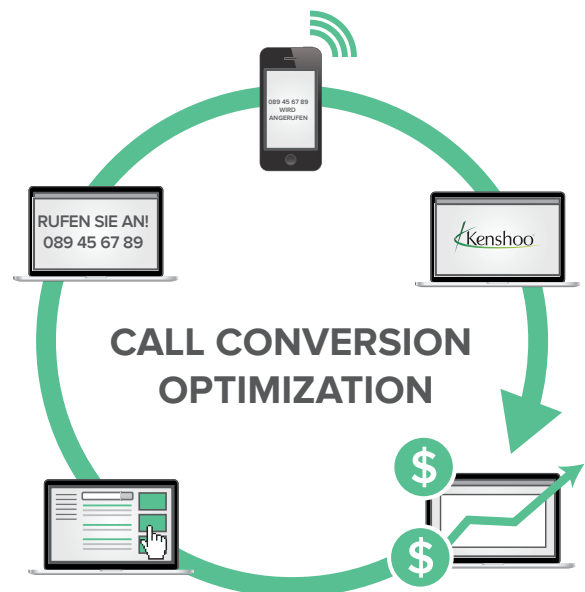 089 45 67 89
WIRD
ANGERUFEN
RUFEN SIE AN!
089 45 67 89
Kenshoo
CALL CONVERSION
OPTIMIZATION
$
$